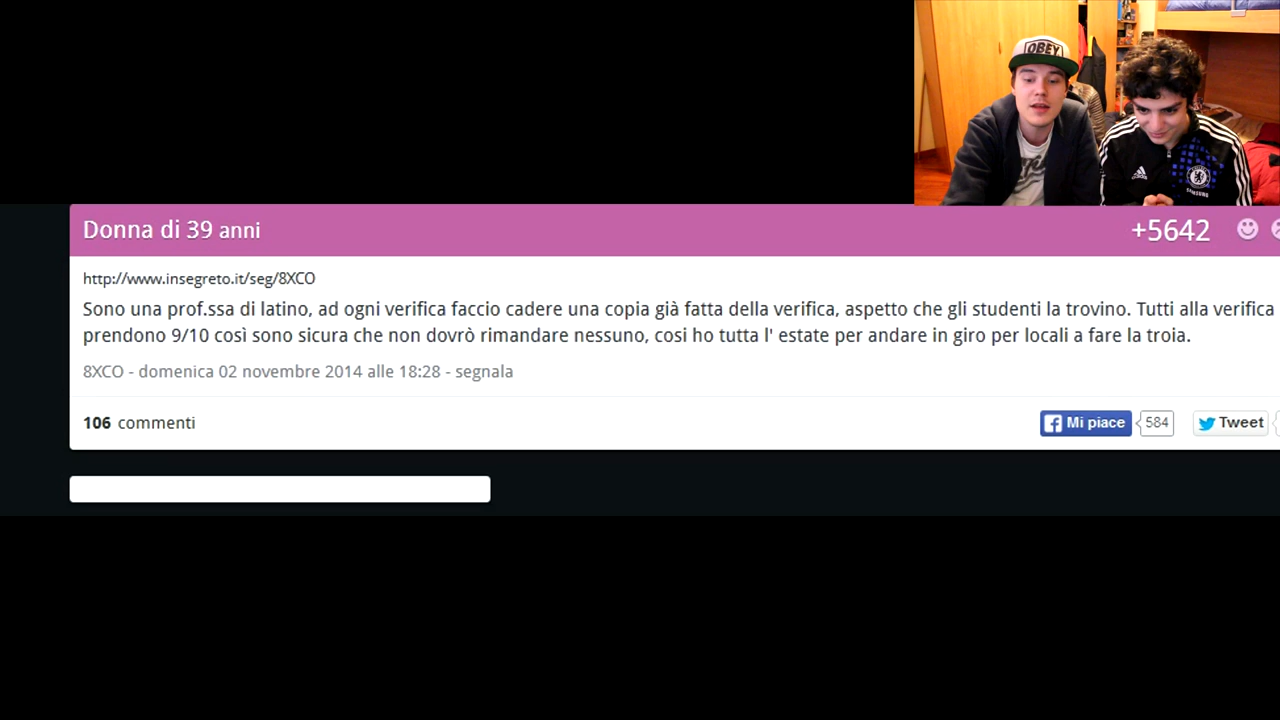 OBEY
adidas
SAMSUNG
Donna di 39 anni
+5642
http://www.insegreto.it/seg/8XCO
Sono una prof.ssa di latino, ad ogni verifica faccio cadere una copia già fatta della verifica, aspetto che gli studenti la trovino. Tutti alla verifica
prendono 9/10 così sono sicura che non dovrò rimandare nessuno, cosi ho tutta l' estate per andare in giro per locali a fare la troia.
8XCO - domenica 02 novembre 2014 alle 18:28 - segnala
106 commenti
Mi piace
584
Tweet